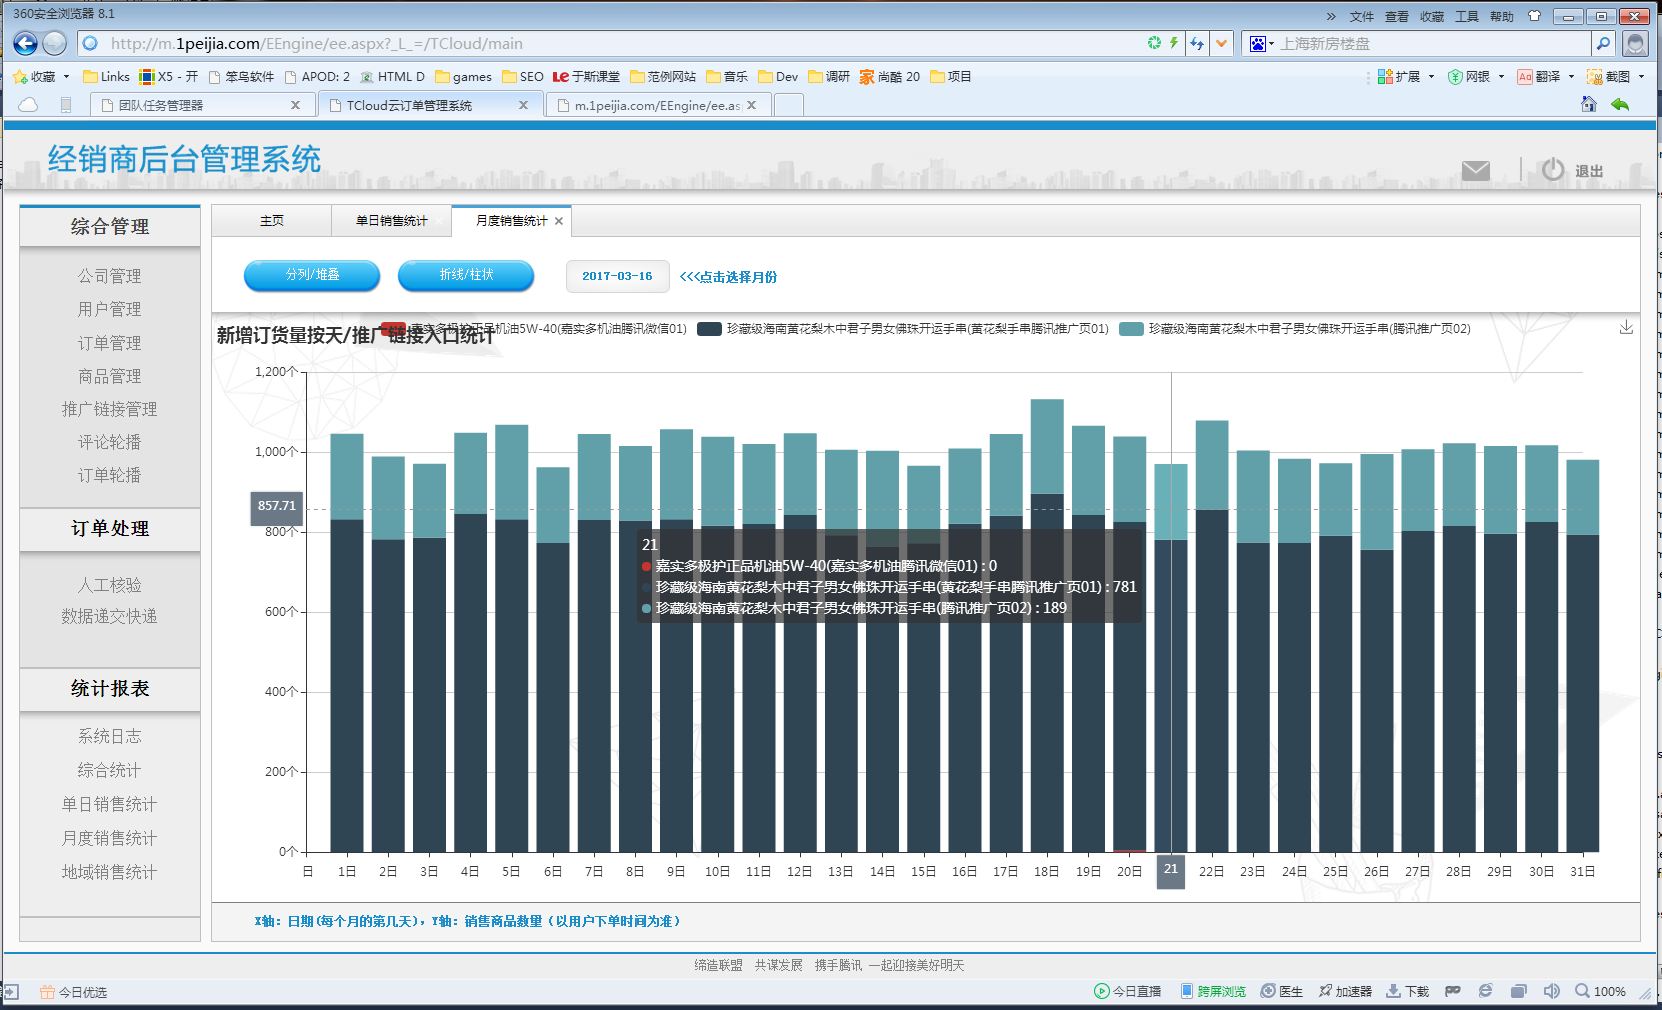 360安全浏览器 8.1
» 文件 查看 收藏 工具 帮助
http://m.1peijia.com/EEngine/ee.aspx?_L_=/TCloud/main
上海新房楼盘
收藏 Links X5 - 开 笨鸟软件 APOD: 2 HTML D games SEO 于斯课堂 范例网站 音乐 Dev 调研 尚酷 20 项目
扩展 网银 翻译 截图
团队任务管理器 x TCloud云订单管理系统 x m.1peijia.com/EEngine/ee.as x
经销商后台管理系统
退出
综合管理
公司管理
用户管理
订单管理
商品管理
推广链接管理
评论轮播
订单轮播
订单处理
人工核验
数据递交快递
统计报表
系统日志
综合统计
单日销售统计
月度销售统计
地域销售统计
主页 单日销售统计 月度销售统计 ×
分列/堆叠 折线/柱状 2017-03-16 <<<点击选择月份
新增订货量按天/推广链接入口统计
嘉实多极护正品机油5W-40(嘉实多机油腾讯微信01) 珍藏级海南黄花梨木中君子男女佛珠开运手串(黄花梨手串腾讯推广页01) 珍藏级海南黄花梨木中君子男女佛珠开运手串(腾讯推广页02)
1,200个
1,000个
857.71
800个
600个
400个
200个
0个
21
嘉实多极护正品机油5W-40(嘉实多机油腾讯微信01) : 0
珍藏级海南黄花梨木中君子男女佛珠开运手串(黄花梨手串腾讯推广页01) : 781
珍藏级海南黄花梨木中君子男女佛珠开运手串(腾讯推广页02) : 189
日 1日 2日 3日 4日 5日 6日 7日 8日 9日 10日 11日 12日 13日 14日 15日 16日 17日 18日 19日 20日 21 22日 23日 24日 25日 26日 27日 28日 29日 30日 31日
X轴：日期(每个月的第几天)，Y轴：销售商品数量（以用户下单时间为准）
缔造联盟 共谋发展 携手腾讯 一起迎接美好明天
今日优选
今日直播 跨屏浏览 医生 加速器 下载 100%